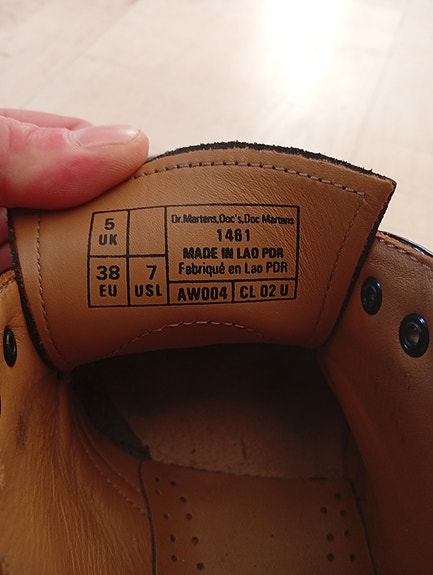 5
UK
38
EU
7
USL
Dr.Martens,Doc's,Doc Martens
1461
MADE IN LAO PDR
Fabriqué en Lao PDR
AW004
CL 02 U